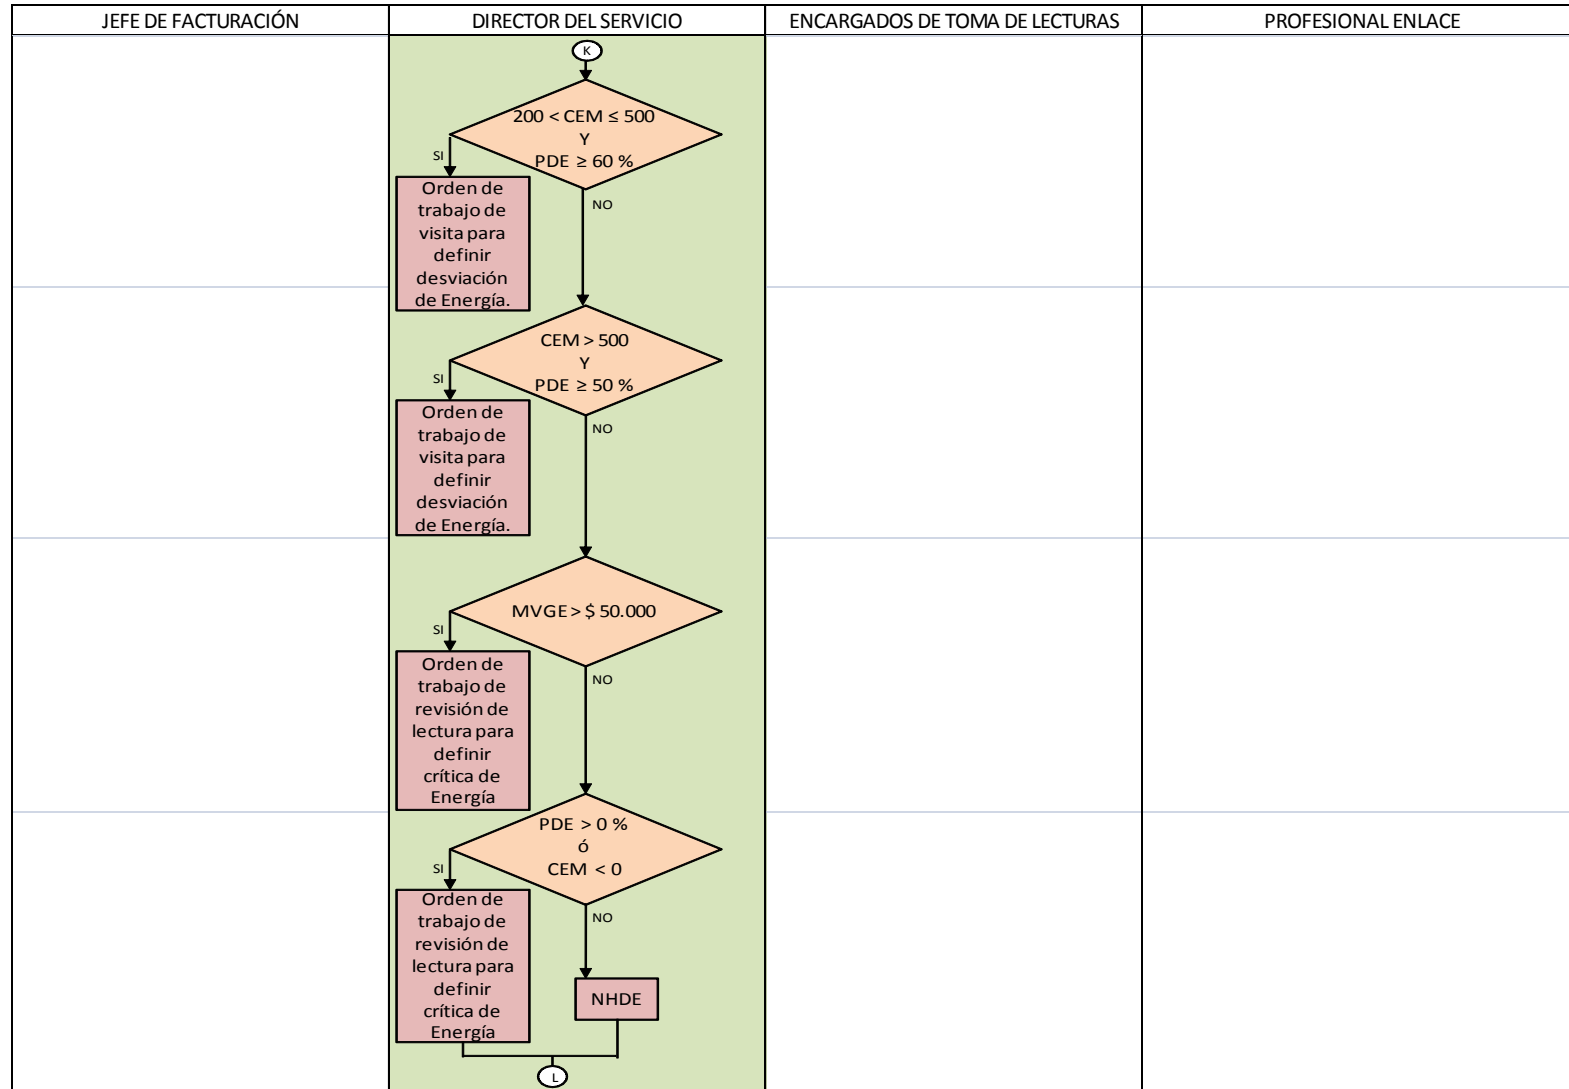 JEFE DE FACTURACIÓN
DIRECTOR DEL SERVICIO
ENCARGADOS DE TOMA DE LECTURAS
PROFESIONAL ENLACE
K
200 < CEM ≤ 500
Y
PDE ≥ 60 %
SI
NO
Orden de
trabajo de
visita para
definir
desviación
de Energía.
CEM > 500
Y
PDE ≥ 50 %
SI
NO
Orden de
trabajo de
visita para
definir
desviación
de Energía.
MVGE > $ 50.000
SI
NO
Orden de
trabajo de
revisión de
lectura para
definir
crítica de
Energía
PDE > 0 %
ó
CEM < 0
SI
NO
Orden de
trabajo de
revisión de
lectura para
definir
crítica de
Energía
NHDE
L